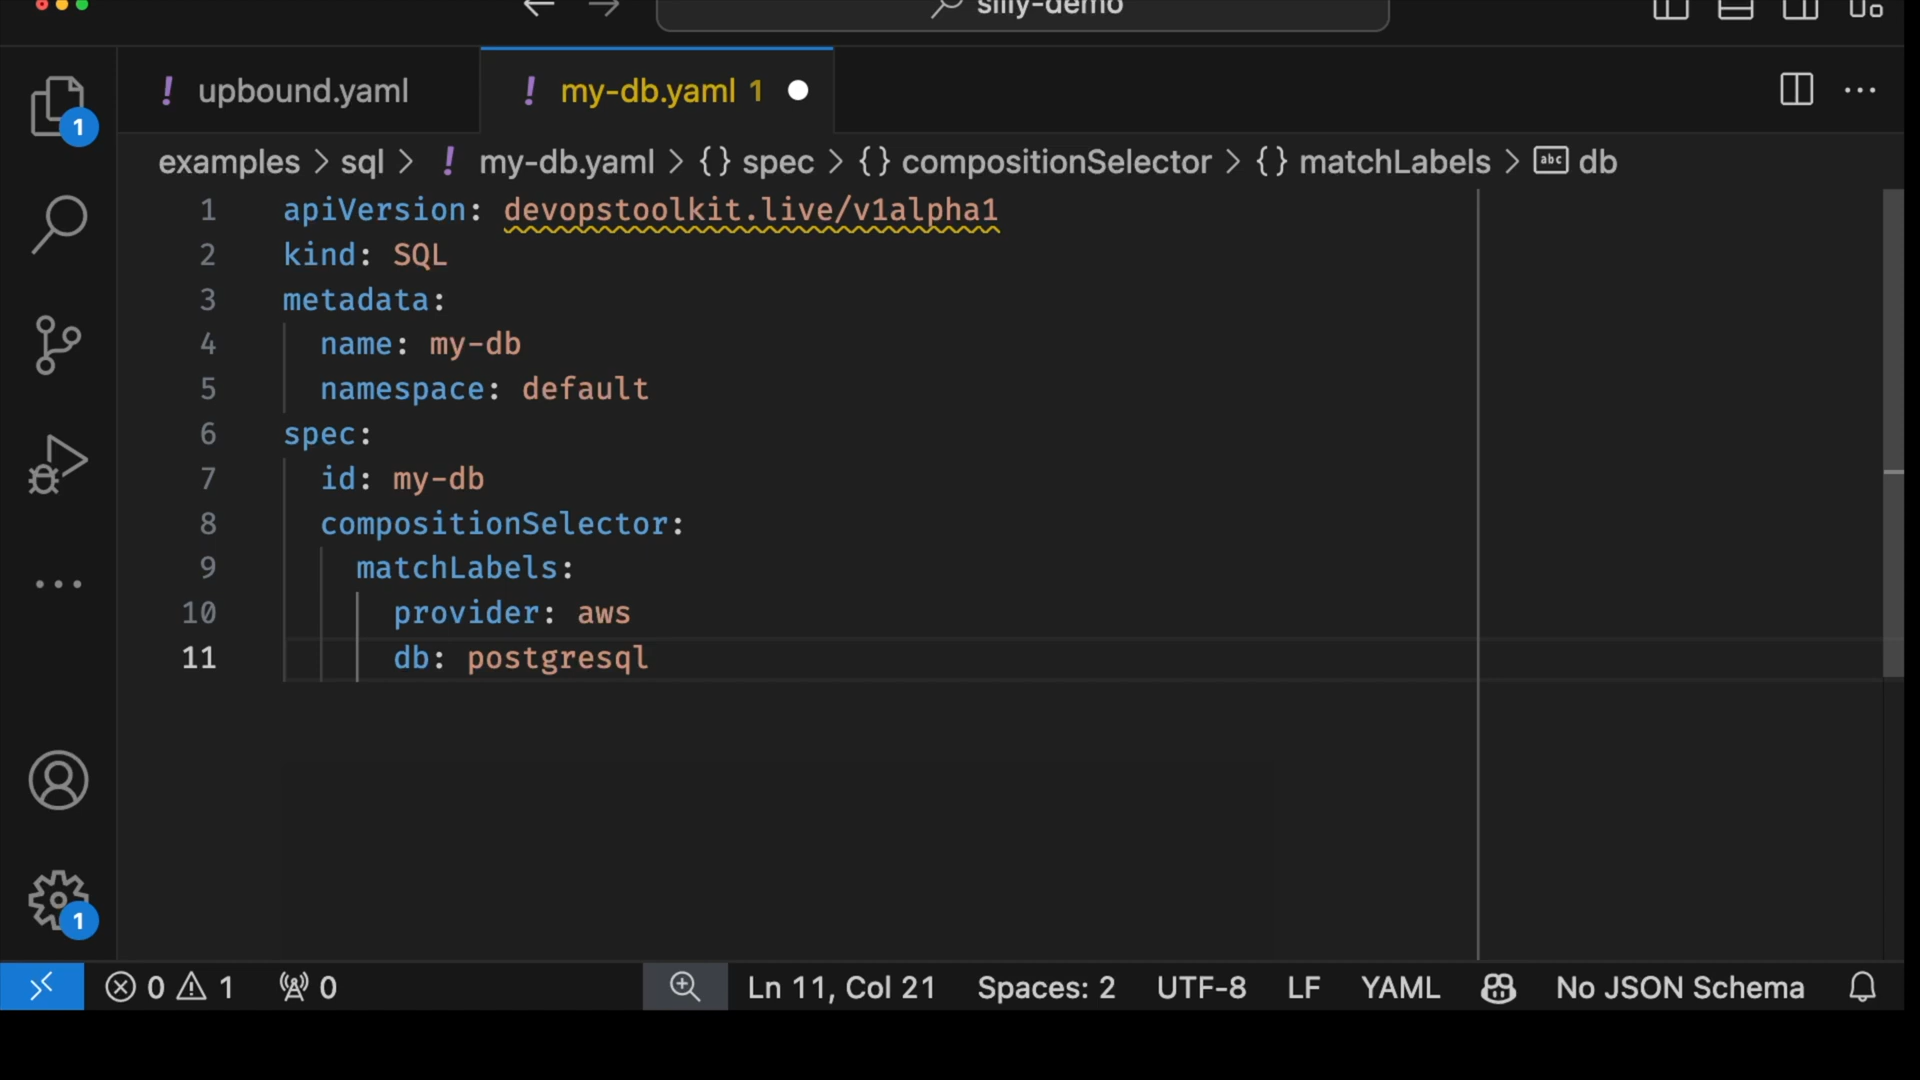 silly-demo
upbound.yaml
my-db.yaml 1
examples > sql > ! my-db.yaml > {} spec > {} compositionSelector > {} matchLabels > abc db
1 apiVersion: devopstoolkit.live/v1alpha1
2 kind: SQL
3 metadata:
4 name: my-db
5 namespace: default
6 spec:
7 id: my-db
8 compositionSelector:
9 matchLabels:
10 provider: aws
11 db: postgresql
1
1
0 1 0 Ln 11, Col 21 Spaces: 2 UTF-8 LF YAML No JSON Schema